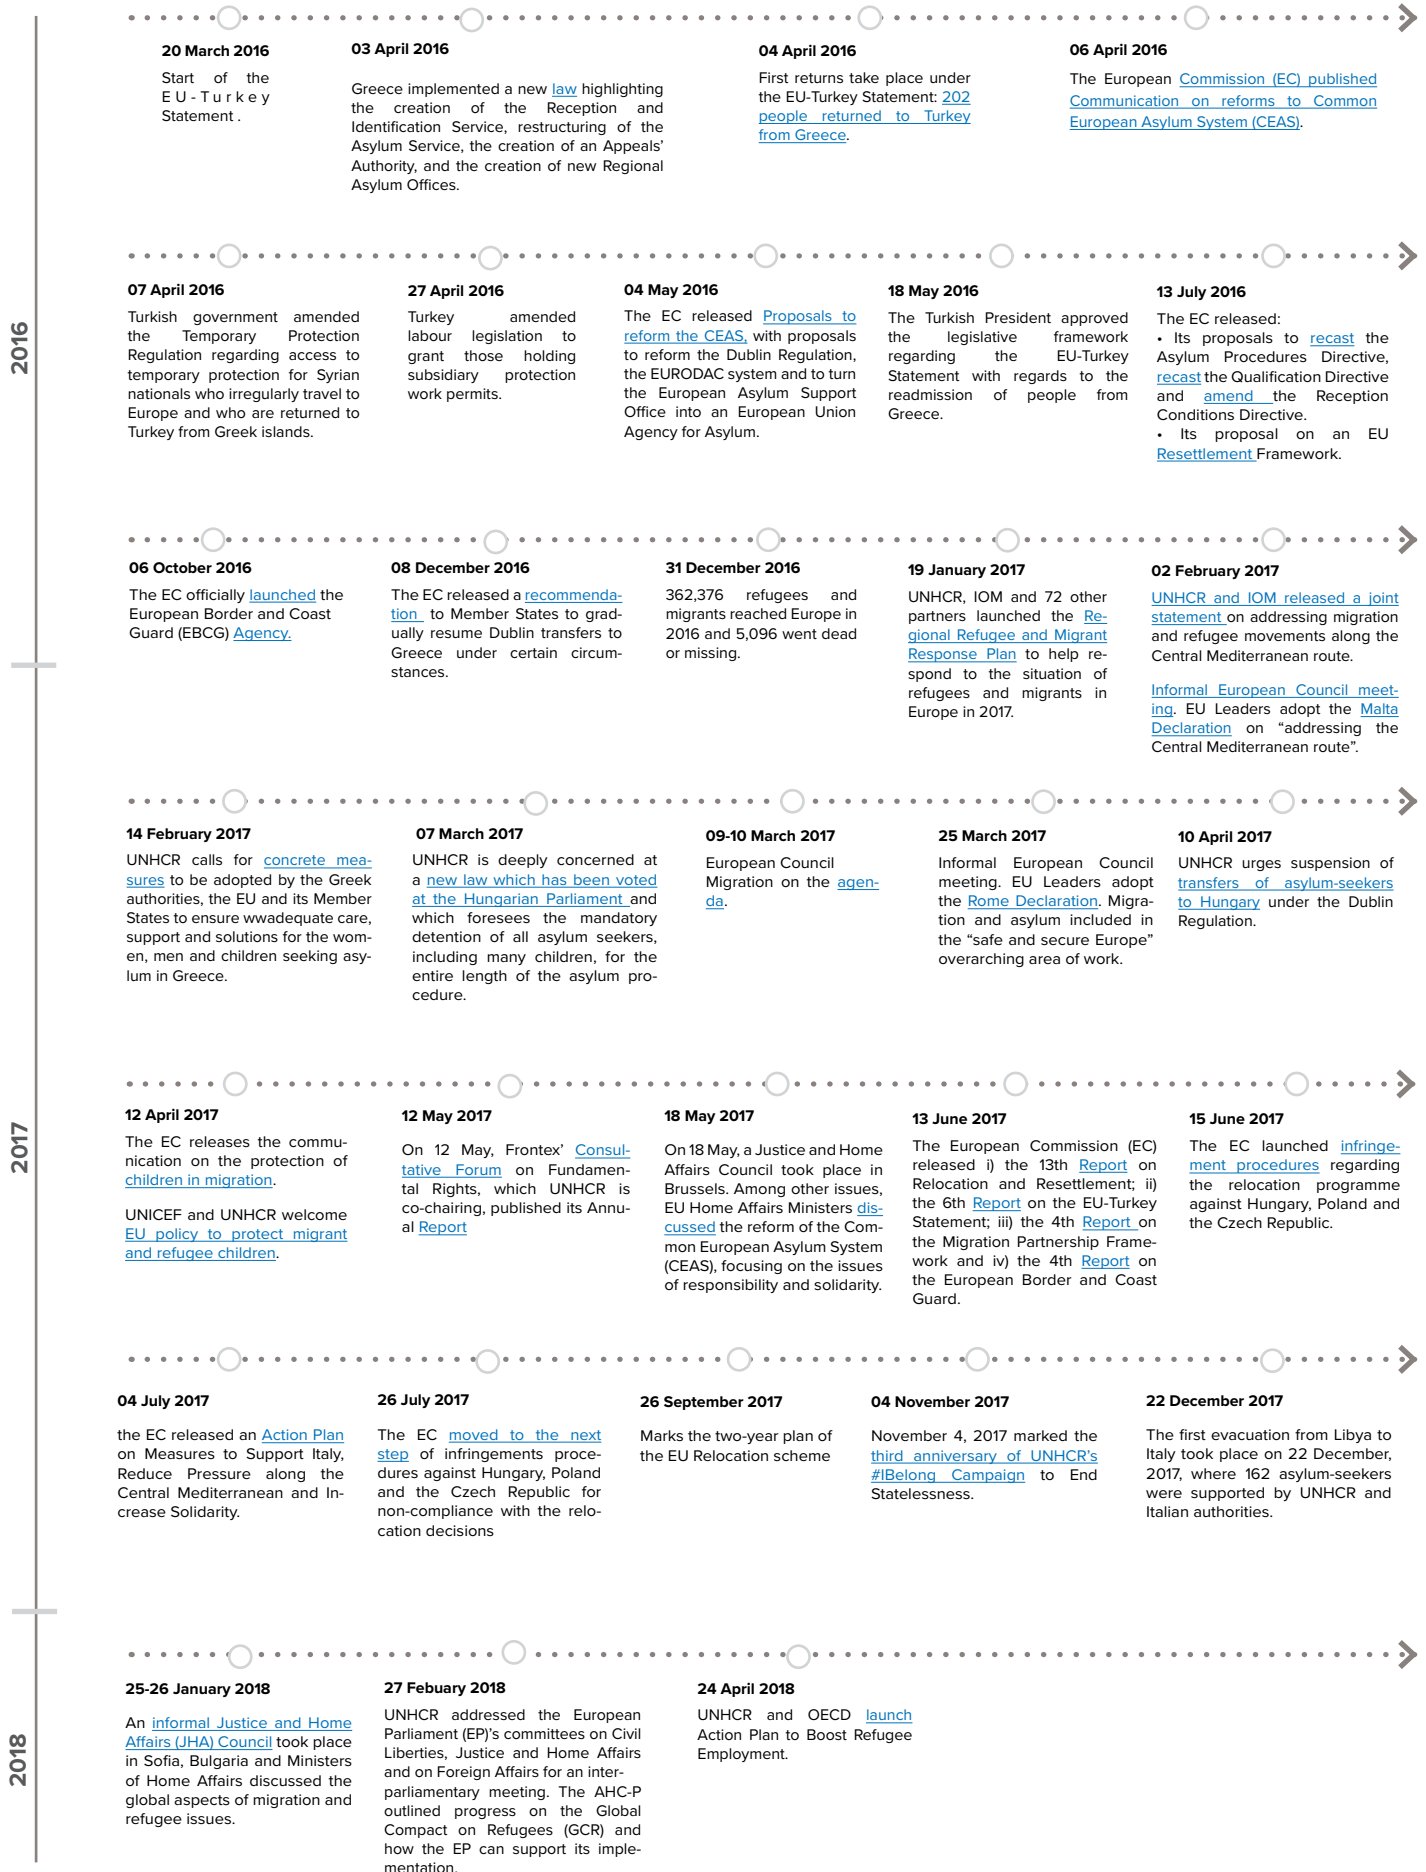 2016
20 March 2016
Start of the
EU-Turkey
Statement .
03 April 2016
Greece implemented a new law highlighting
the creation of the Reception and
Identification Service, restructuring of the
Asylum Service, the creation of an Appeals’
Authority, and the creation of new Regional
Asylum Offices.
04 April 2016
First returns take place under
the EU-Turkey Statement: 202
people returned to Turkey
from Greece.
06 April 2016
The European Commission (EC) published
Communication on reforms to Common
European Asylum System (CEAS).
07 April 2016
Turkish government amended
the Temporary Protection
Regulation regarding access to
temporary protection for Syrian
nationals who irregularly travel to
Europe and who are returned to
Turkey from Greek islands.
27 April 2016
Turkey amended
labour legislation to
grant those holding
subsidiary protection
work permits.
04 May 2016
The EC released Proposals to
reform the CEAS, with proposals
to reform the Dublin Regulation,
the EURODAC system and to turn
the European Asylum Support
Office into an European Union
Agency for Asylum.
18 May 2016
The Turkish President approved
the legislative framework
regarding the EU-Turkey
Statement with regards to the
readmission of people from
Greece.
13 July 2016
The EC released:
• Its proposals to recast the
Asylum Procedures Directive,
recast the Qualification Directive
and amend the Reception
Conditions Directive.
• Its proposal on an EU
Resettlement Framework.
06 October 2016
The EC officially launched the
European Border and Coast
Guard (EBCG) Agency.
08 December 2016
The EC released a recommenda-
tion to Member States to grad-
ually resume Dublin transfers to
Greece under certain circum-
stances.
31 December 2016
362,376 refugees and
migrants reached Europe in
2016 and 5,096 went dead
or missing.
19 January 2017
UNHCR, IOM and 72 other
partners launched the Re-
gional Refugee and Migrant
Response Plan to help re-
spond to the situation of
refugees and migrants in
Europe in 2017.
02 February 2017
UNHCR and IOM released a joint
statement on addressing migration
and refugee movements along the
Central Mediterranean route.
Informal European Council meet-
ing. EU Leaders adopt the Malta
Declaration on “addressing the
Central Mediterranean route”.
2017
14 February 2017
UNHCR calls for concrete mea-
sures to be adopted by the Greek
authorities, the EU and its Member
States to ensure wwadequate care,
support and solutions for the wom-
en, men and children seeking asy-
lum in Greece.
07 March 2017
UNHCR is deeply concerned at
a new law which has been voted
at the Hungarian Parliament and
which foresees the mandatory
detention of all asylum seekers,
including many children, for the
entire length of the asylum pro-
cedure.
09-10 March 2017
European Council
Migration on the agen-
da.
25 March 2017
Informal European Council
meeting. EU Leaders adopt
the Rome Declaration. Migra-
tion and asylum included in
the “safe and secure Europe”
overarching area of work.
10 April 2017
UNHCR urges suspension of
transfers of asylum-seekers
to Hungary under the Dublin
Regulation.
12 April 2017
The EC releases the commu-
nication on the protection of
children in migration.
UNICEF and UNHCR welcome
EU policy to protect migrant
and refugee children.
12 May 2017
On 12 May, Frontex’ Consul-
tative Forum on Fundamen-
tal Rights, which UNHCR is
co-chairing, published its Annu-
al Report
18 May 2017
On 18 May, a Justice and Home
Affairs Council took place in
Brussels. Among other issues,
EU Home Affairs Ministers dis-
cussed the reform of the Com-
mon European Asylum System
(CEAS), focusing on the issues
of responsibility and solidarity.
13 June 2017
The European Commission (EC)
released i) the 13th Report on
Relocation and Resettlement; ii)
the 6th Report on the EU-Turkey
Statement; iii) the 4th Report on
the Migration Partnership Frame-
work and iv) the 4th Report on
the European Border and Coast
Guard.
15 June 2017
The EC launched infringe-
ment procedures regarding
the relocation programme
against Hungary, Poland and
the Czech Republic.
04 July 2017
the EC released an Action Plan
on Measures to Support Italy,
Reduce Pressure along the
Central Mediterranean and In-
crease Solidarity.
26 July 2017
The EC moved to the next
step of infringements proce-
dures against Hungary, Poland
and the Czech Republic for
non-compliance with the relo-
cation decisions
26 September 2017
Marks the two-year plan of
the EU Relocation scheme
04 November 2017
November 4, 2017 marked the
third anniversary of UNHCR’s
#IBelong Campaign to End
Statelessness.
22 December 2017
The first evacuation from Libya to
Italy took place on 22 December,
2017, where 162 asylum-seekers
were supported by UNHCR and
Italian authorities.
2018
25-26 January 2018
An informal Justice and Home
Affairs (JHA) Council took place
in Sofia, Bulgaria and Ministers
of Home Affairs discussed the
global aspects of migration and
refugee issues.
27 Febuary 2018
UNHCR addressed the European
Parliament (EP)’s committees on Civil
Liberties, Justice and Home Affairs
and on Foreign Affairs for an inter-
parliamentary meeting. The AHC-P
outlined progress on the Global
Compact on Refugees (GCR) and
how the EP can support its imple-
mentation.
24 April 2018
UNHCR and OECD launch
Action Plan to Boost Refugee
Employment.